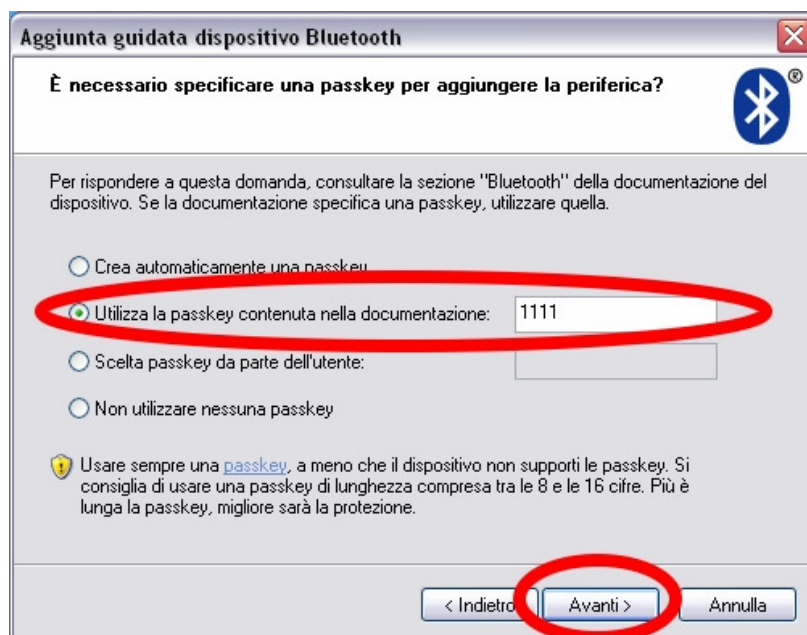 Aggiunta guidata dispositivo Bluetooth
È necessario specificare una passkey per aggiungere la periferica?
®
Per rispondere a questa domanda, consultare la sezione "Bluetooth" della documentazione del
dispositivo. Se la documentazione specifica una passkey, utilizzare quella.
Crea automaticamente una passkey
Utilizza la passkey contenuta nella documentazione: 1111
Scelta passkey da parte dell'utente:
Non utilizzare nessuna passkey
Usare sempre una passkey, a meno che il dispositivo non supporti le passkey. Si
consiglia di usare una passkey di lunghezza compresa tra le 8 e le 16 cifre. Più è
lunga la passkey, migliore sarà la protezione.
< Indietro Avanti > Annulla